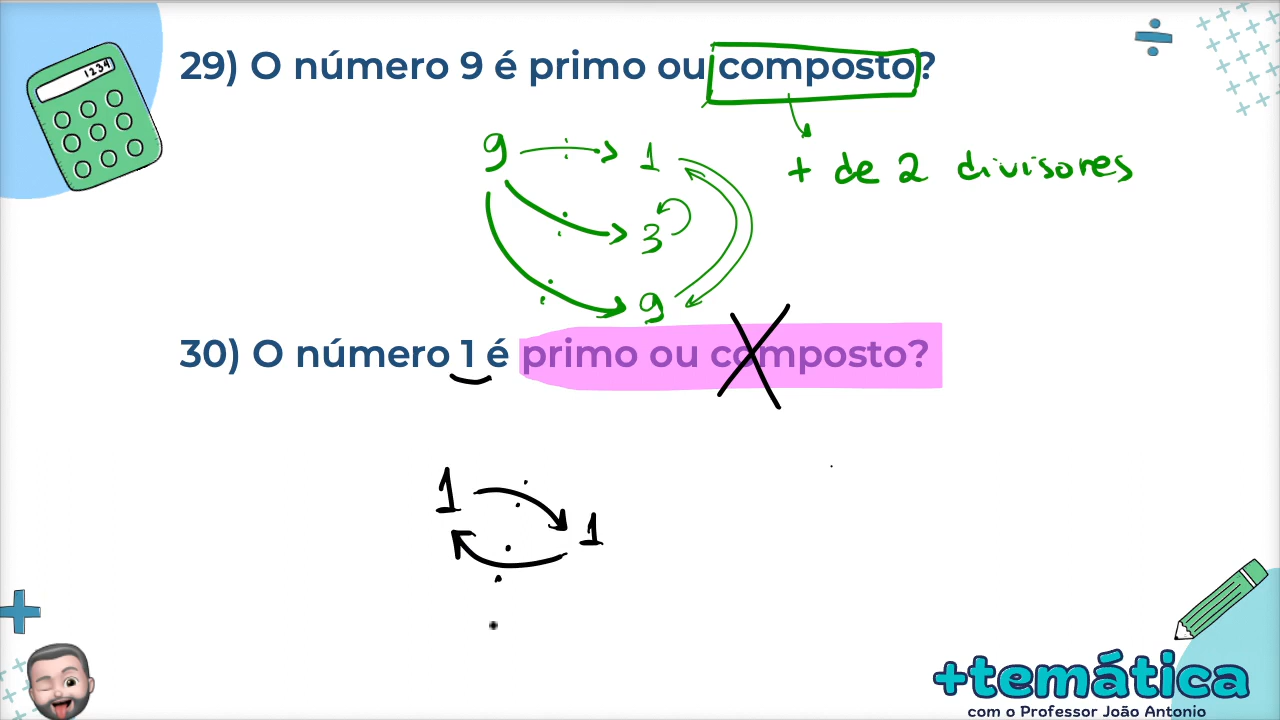 1234
29) O número 9 é primo ou composto?
9 : 1
+ de 2 divisores
: 3
: 9
30) O número 1 é primo ou composto?
1 : 1
:
+temática
com o Professor João Antonio